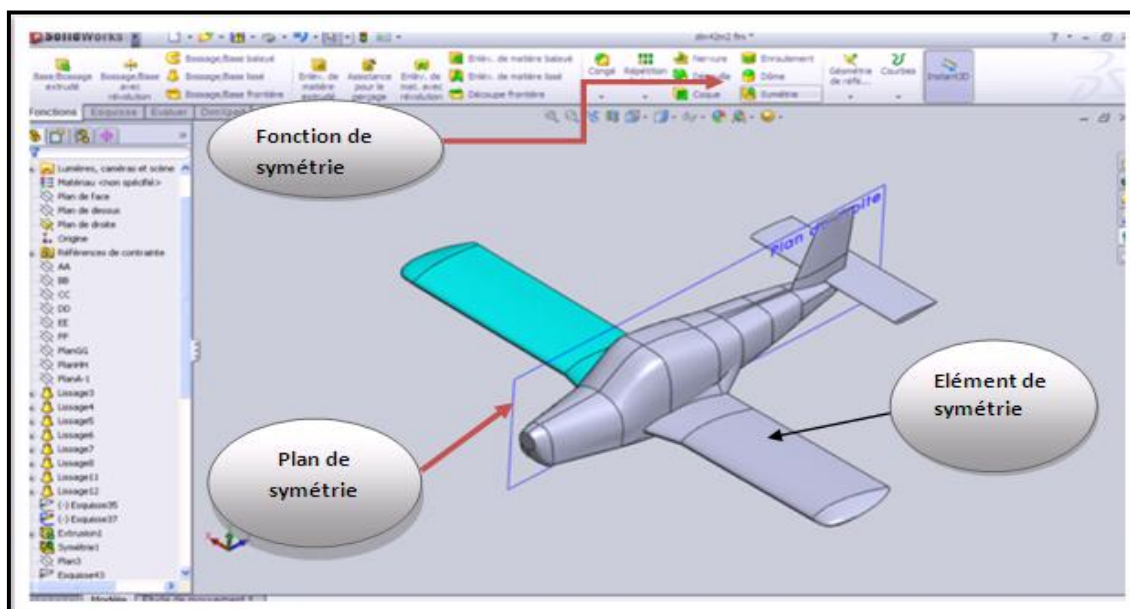 SolidWorks
Base/Bossage extrudé
Bossage/Base avec révolution
Bossage/Base balayé
Bossage/Base lissé
Bossage/Base frontière
Enlèv. de matière extrudé
Assistance pour le perçage
Enlèv. de mat. avec révolution
Enlèv. de matière balayé
Enlèv. de matière lissé
Découpe frontière
Congé
Répétition
Nervure
Coque
Enroulement
Dôme
Symétrie
Géométrie de réfé...
Courbes
Instant3D
Fonctions
Esquisse
Evaluer
Fonction de
symétrie
Lumières, caméras et scène
Matériau <non spécifié>
Plan de face
Plan de dessus
Plan de droite
Origine
Références de contrainte
AA
BB
CC
DD
EE
FF
PlanGG
PlanHH
PlanA-1
Lissage3
Lissage4
Lissage5
Lissage6
Lissage7
Lissage8
Lissage11
Lissage12
(-) Esquisse35
(-) Esquisse37
Extrusion1
Symétrie1
Plan3
Esquisse43
Elément de
symétrie
Plan de
symétrie
Modèle
Etude de mouvement 1